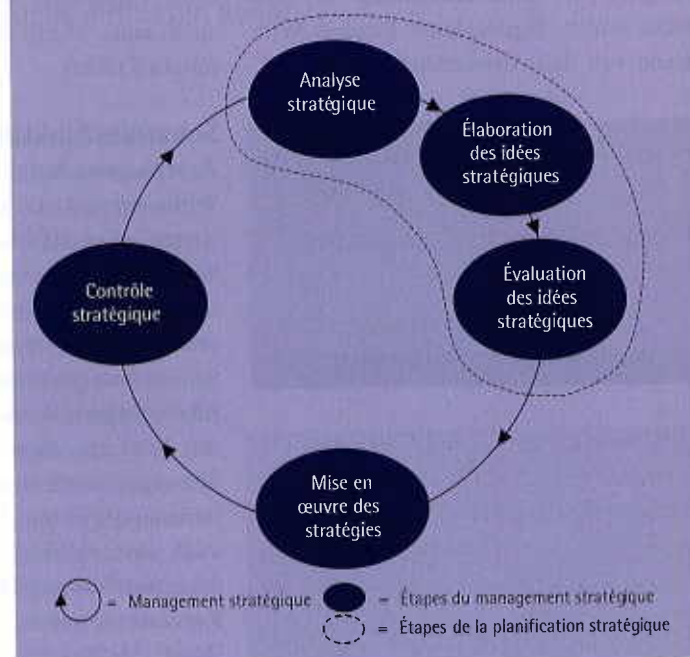 Analyse
stratégique
Élaboration
des idées
stratégiques
Évaluation
des idées
stratégiques
Contrôle
stratégique
Mise en
œuvre des
stratégies
= Management stratégique
= Étapes du management stratégique
= Étapes de la planification stratégique